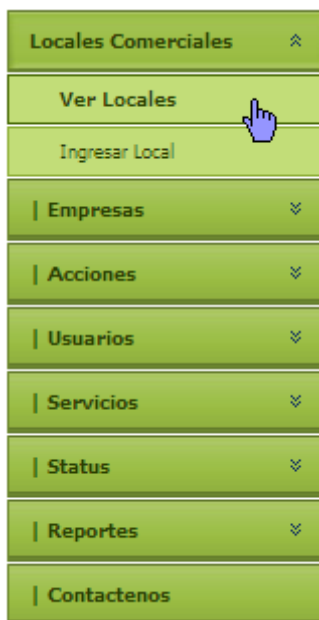 Locales Comerciales
Ver Locales
Ingresar Local
| Empresas
| Acciones
| Usuarios
| Servicios
| Status
| Reportes
| Contactenos